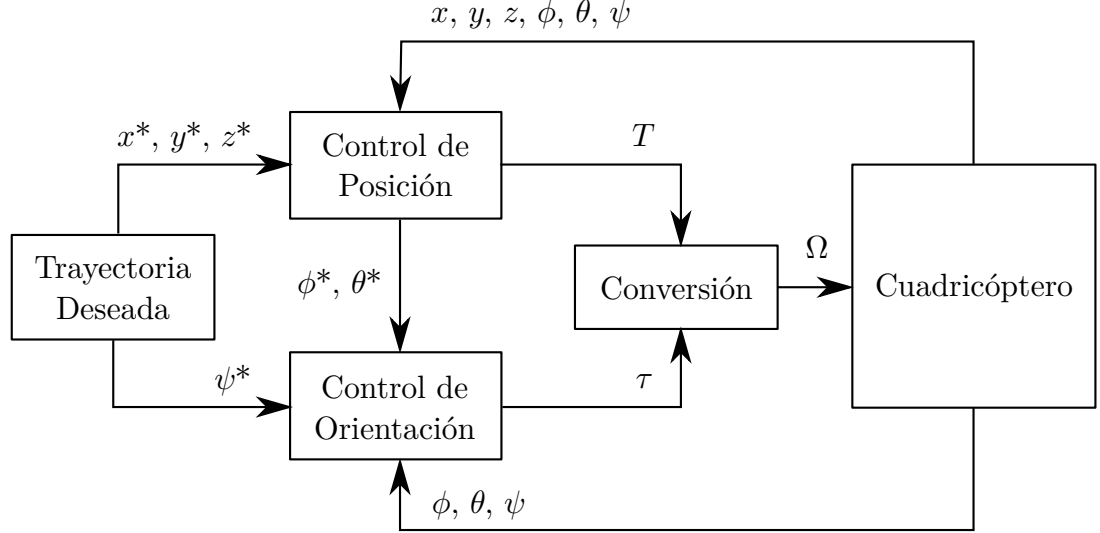 x, y, z, ϕ, θ, ψ
x*, y*, z*
Control de
Posición
T
Trayectoria
Deseada
ϕ*, θ*
Ω
Conversión
Cuadricóptero
ψ*
Control de
Orientación
τ
ϕ, θ, ψ